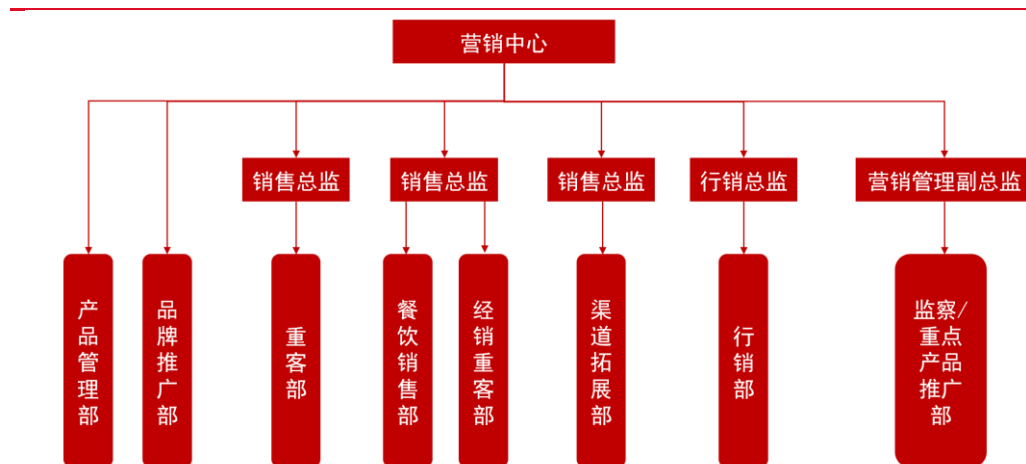 营销中心
销售总监
销售总监
销售总监
行销总监
营销管理副总监
产品管理部
品牌推广部
重客部
餐饮销售部
经销重客部
渠道拓展部
行销部
监察/
重点
产品
推广
部